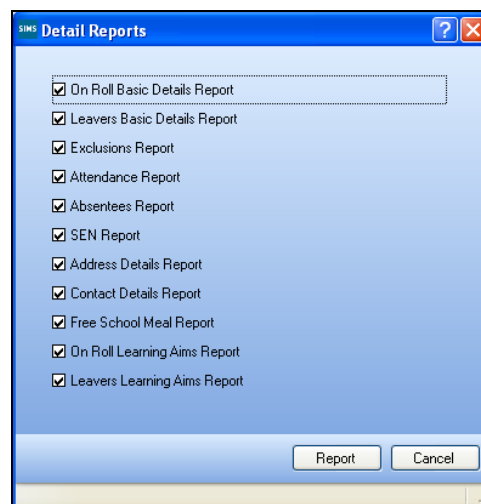 SIMS Detail Reports
On Roll Basic Details Report
Leavers Basic Details Report
Exclusions Report
Attendance Report
Absentees Report
SEN Report
Address Details Report
Contact Details Report
Free School Meal Report
On Roll Learning Aims Report
Leavers Learning Aims Report
Report Cancel